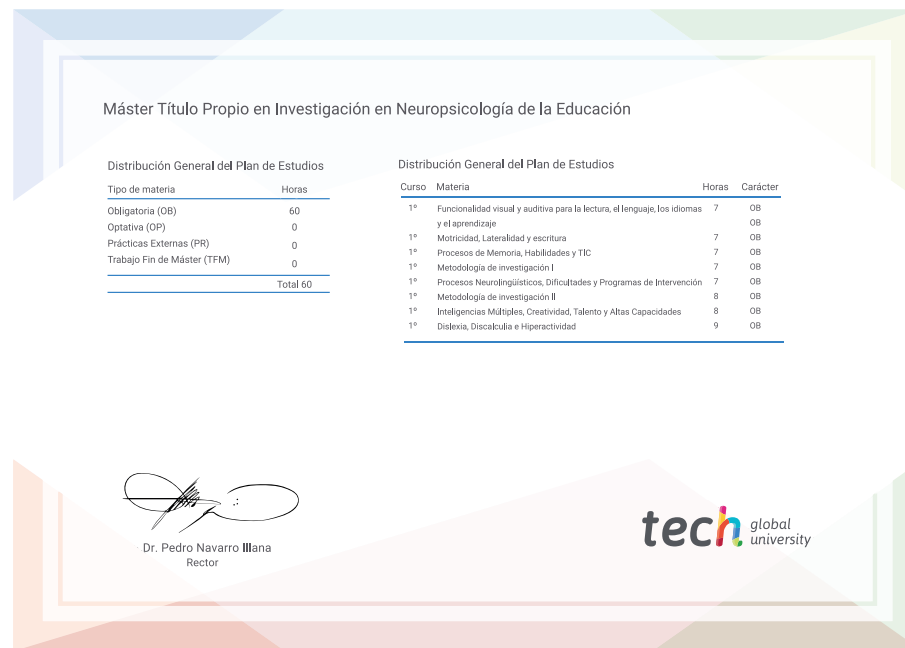 Máster Título Propio en Investigación en Neuropsicología de la Educación
Distribución General del Plan de Estudios
Tipo de materia Horas
Obligatoria (OB) 60
Optativa (OP) 0
Prácticas Externas (PR) 0
Trabajo Fin de Máster (TFM) 0
Total 60
Distribución General del Plan de Estudios
Curso Materia Horas Carácter
1º Funcionalidad visual y auditiva para la lectura, el lenguaje, los idiomas 7 OB
y el aprendizaje OB
1º Motricidad, Lateralidad y escritura 7 OB
1º Procesos de Memoria, Habilidades y TIC 7 OB
1º Metodología de investigación I 7 OB
1º Procesos Neurolingüísticos, Dificultades y Programas de Intervención 7 OB
1º Metodología de investigación II 8 OB
1º Inteligencias Múltiples, Creatividad, Talento y Altas Capacidades 8 OB
1º Dislexia, Discalculia e Hiperactividad 9 OB
Dr. Pedro Navarro Illana
Rector
tech global
university